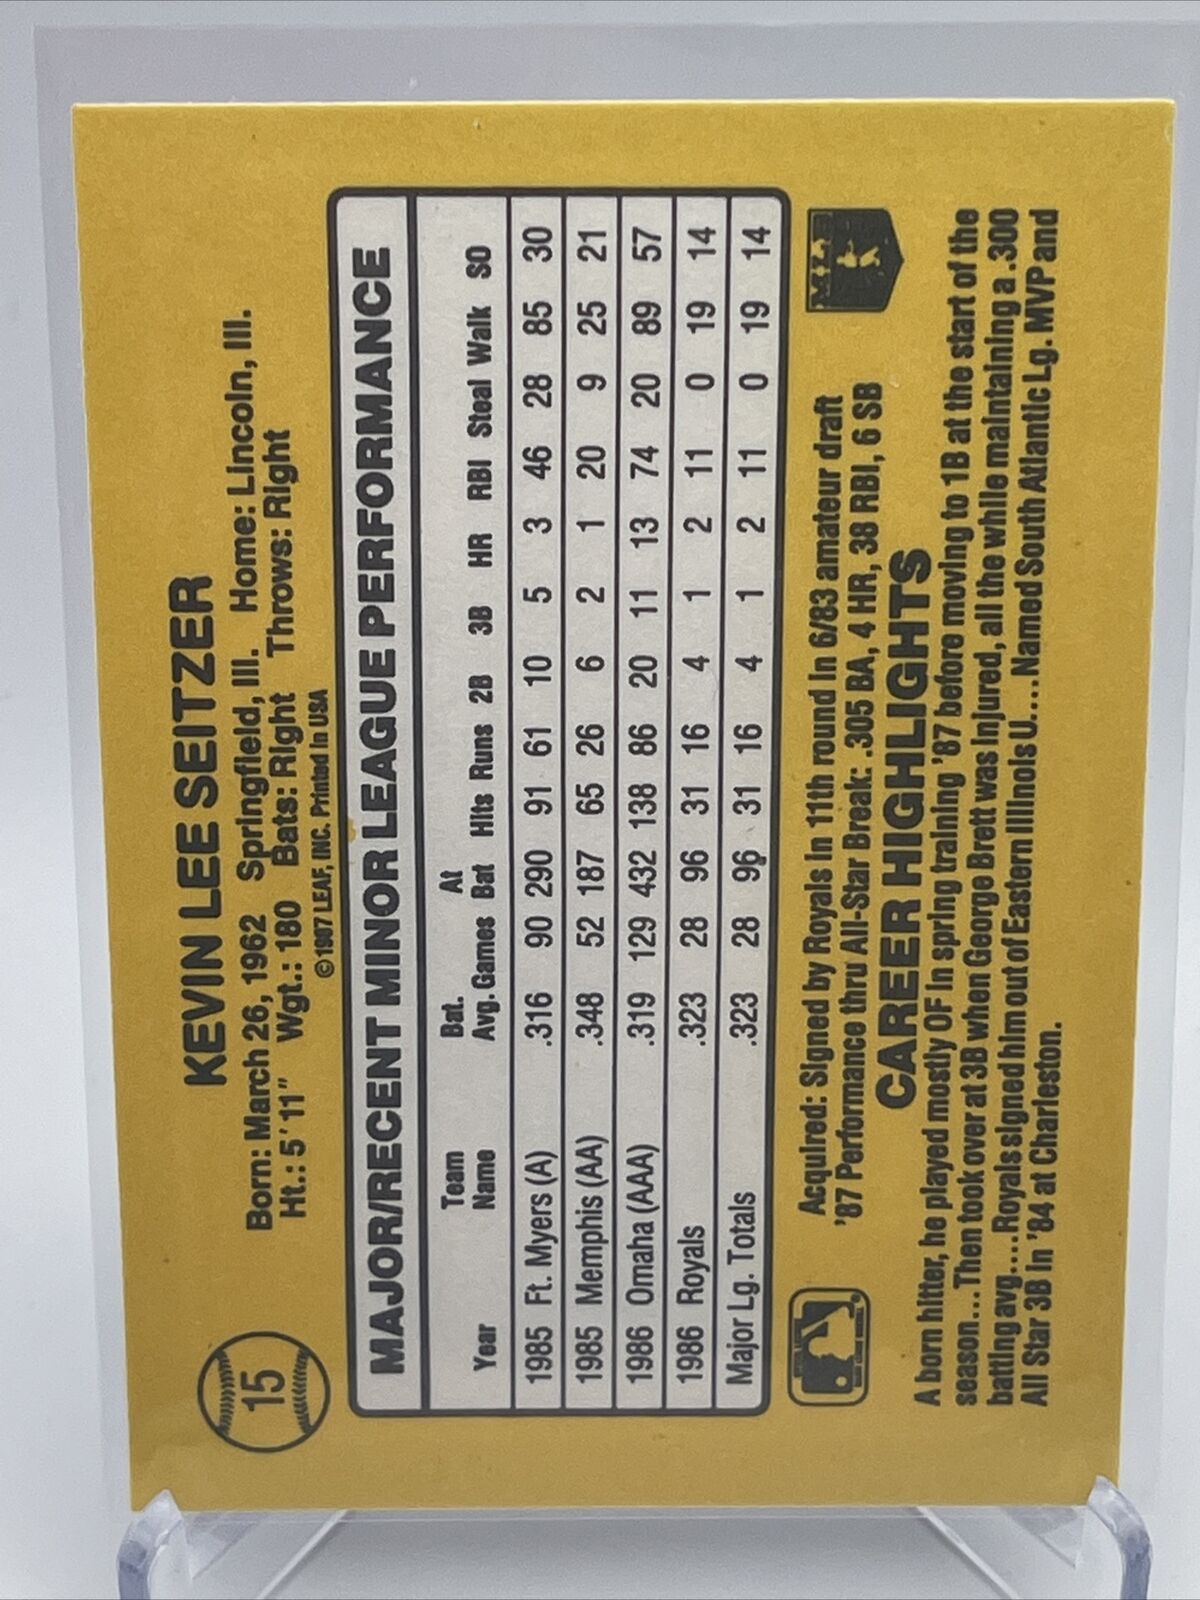 15
KEVIN LEE SEITZER
Born: March 26, 1962 Springfield, Ill. Home: Lincoln, Ill.
Ht.: 5' 11" Wgt.: 180 Bats: Right Throws: Right
©1987 LEAF, INC. Printed in USA
MAJOR/RECENT MINOR LEAGUE PERFORMANCE
Team Bat. At
Year Name Avg. Games Bat Hits Runs 2B 3B HR RBI Steal Walk SO
1985 Ft. Myers (A) .316 90 290 91 61 10 5 3 46 28 85 30
1985 Memphis (AA) .348 52 187 65 26 6 2 1 20 9 25 21
1986 Omaha (AAA) .319 129 432 138 86 20 11 13 74 20 89 57
1986 Royals .323 28 96 31 16 4 1 2 11 0 19 14
Major Lg. Totals .323 28 96 31 16 4 1 2 11 0 19 14
Acquired: Signed by Royals in 11th round in 6/83 amateur draft
'87 Performance thru All-Star Break: .305 BA, 4 HR, 38 RBI, 6 SB
CAREER HIGHLIGHTS
A born hitter, he played mostly OF in spring training '87 before moving to 1B at the start of the
season....Then took over at 3B when George Brett was injured, all the while maintaining a .300
batting avg....Royals signed him out of Eastern Illinois U....Named South Atlantic Lg. MVP and
All Star 3B in '84 at Charleston.